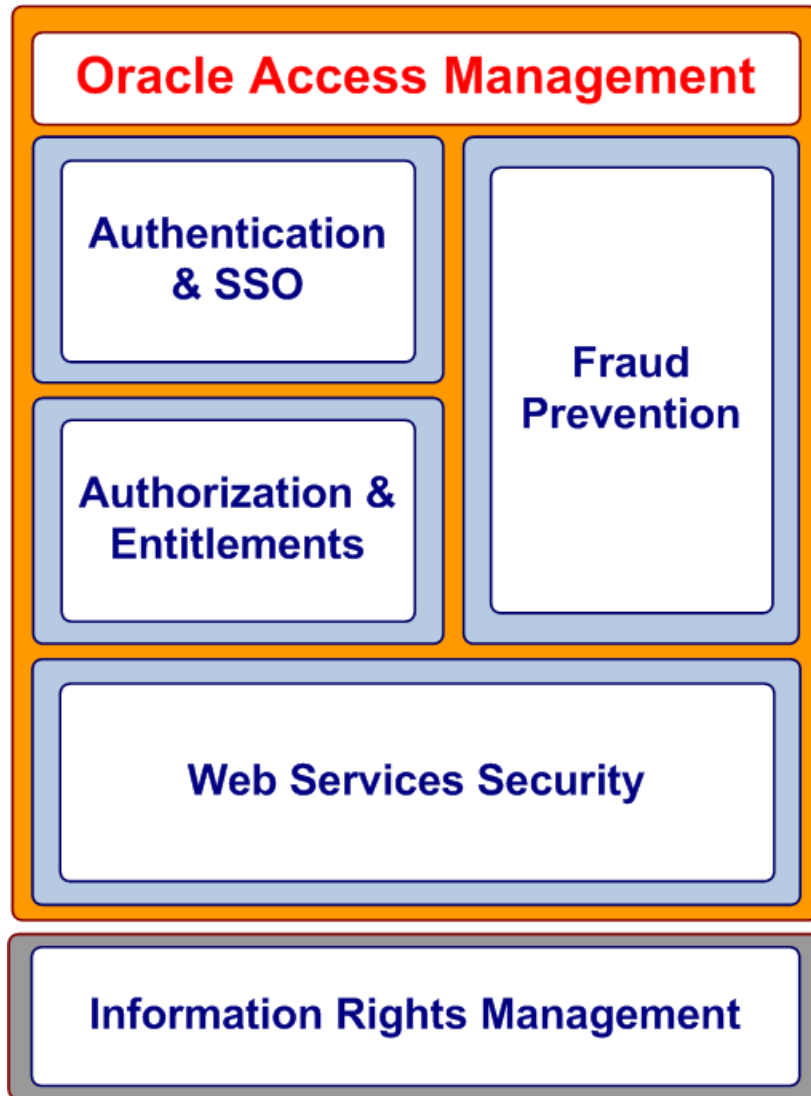 Oracle Access Management
Authentication
& SSO
Fraud
Prevention
Authorization &
Entitlements
Web Services Security
Information Rights Management